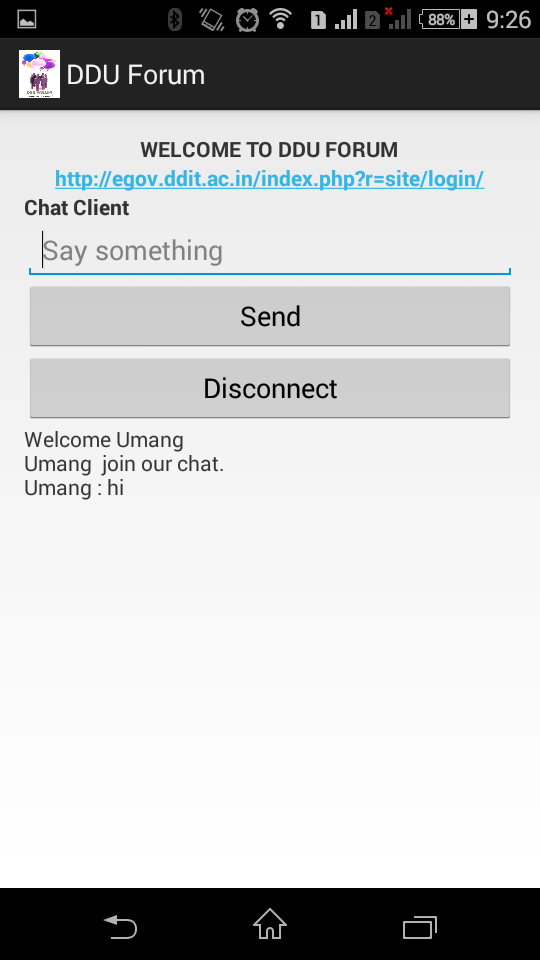 1
2
88%
9:26
DDU Forum
WELCOME TO DDU FORUM
http://egov.ddit.ac.in/index.php?r=site/login/
Chat Client
Say something
Send
Disconnect
Welcome Umang
Umang  join our chat.
Umang : hi